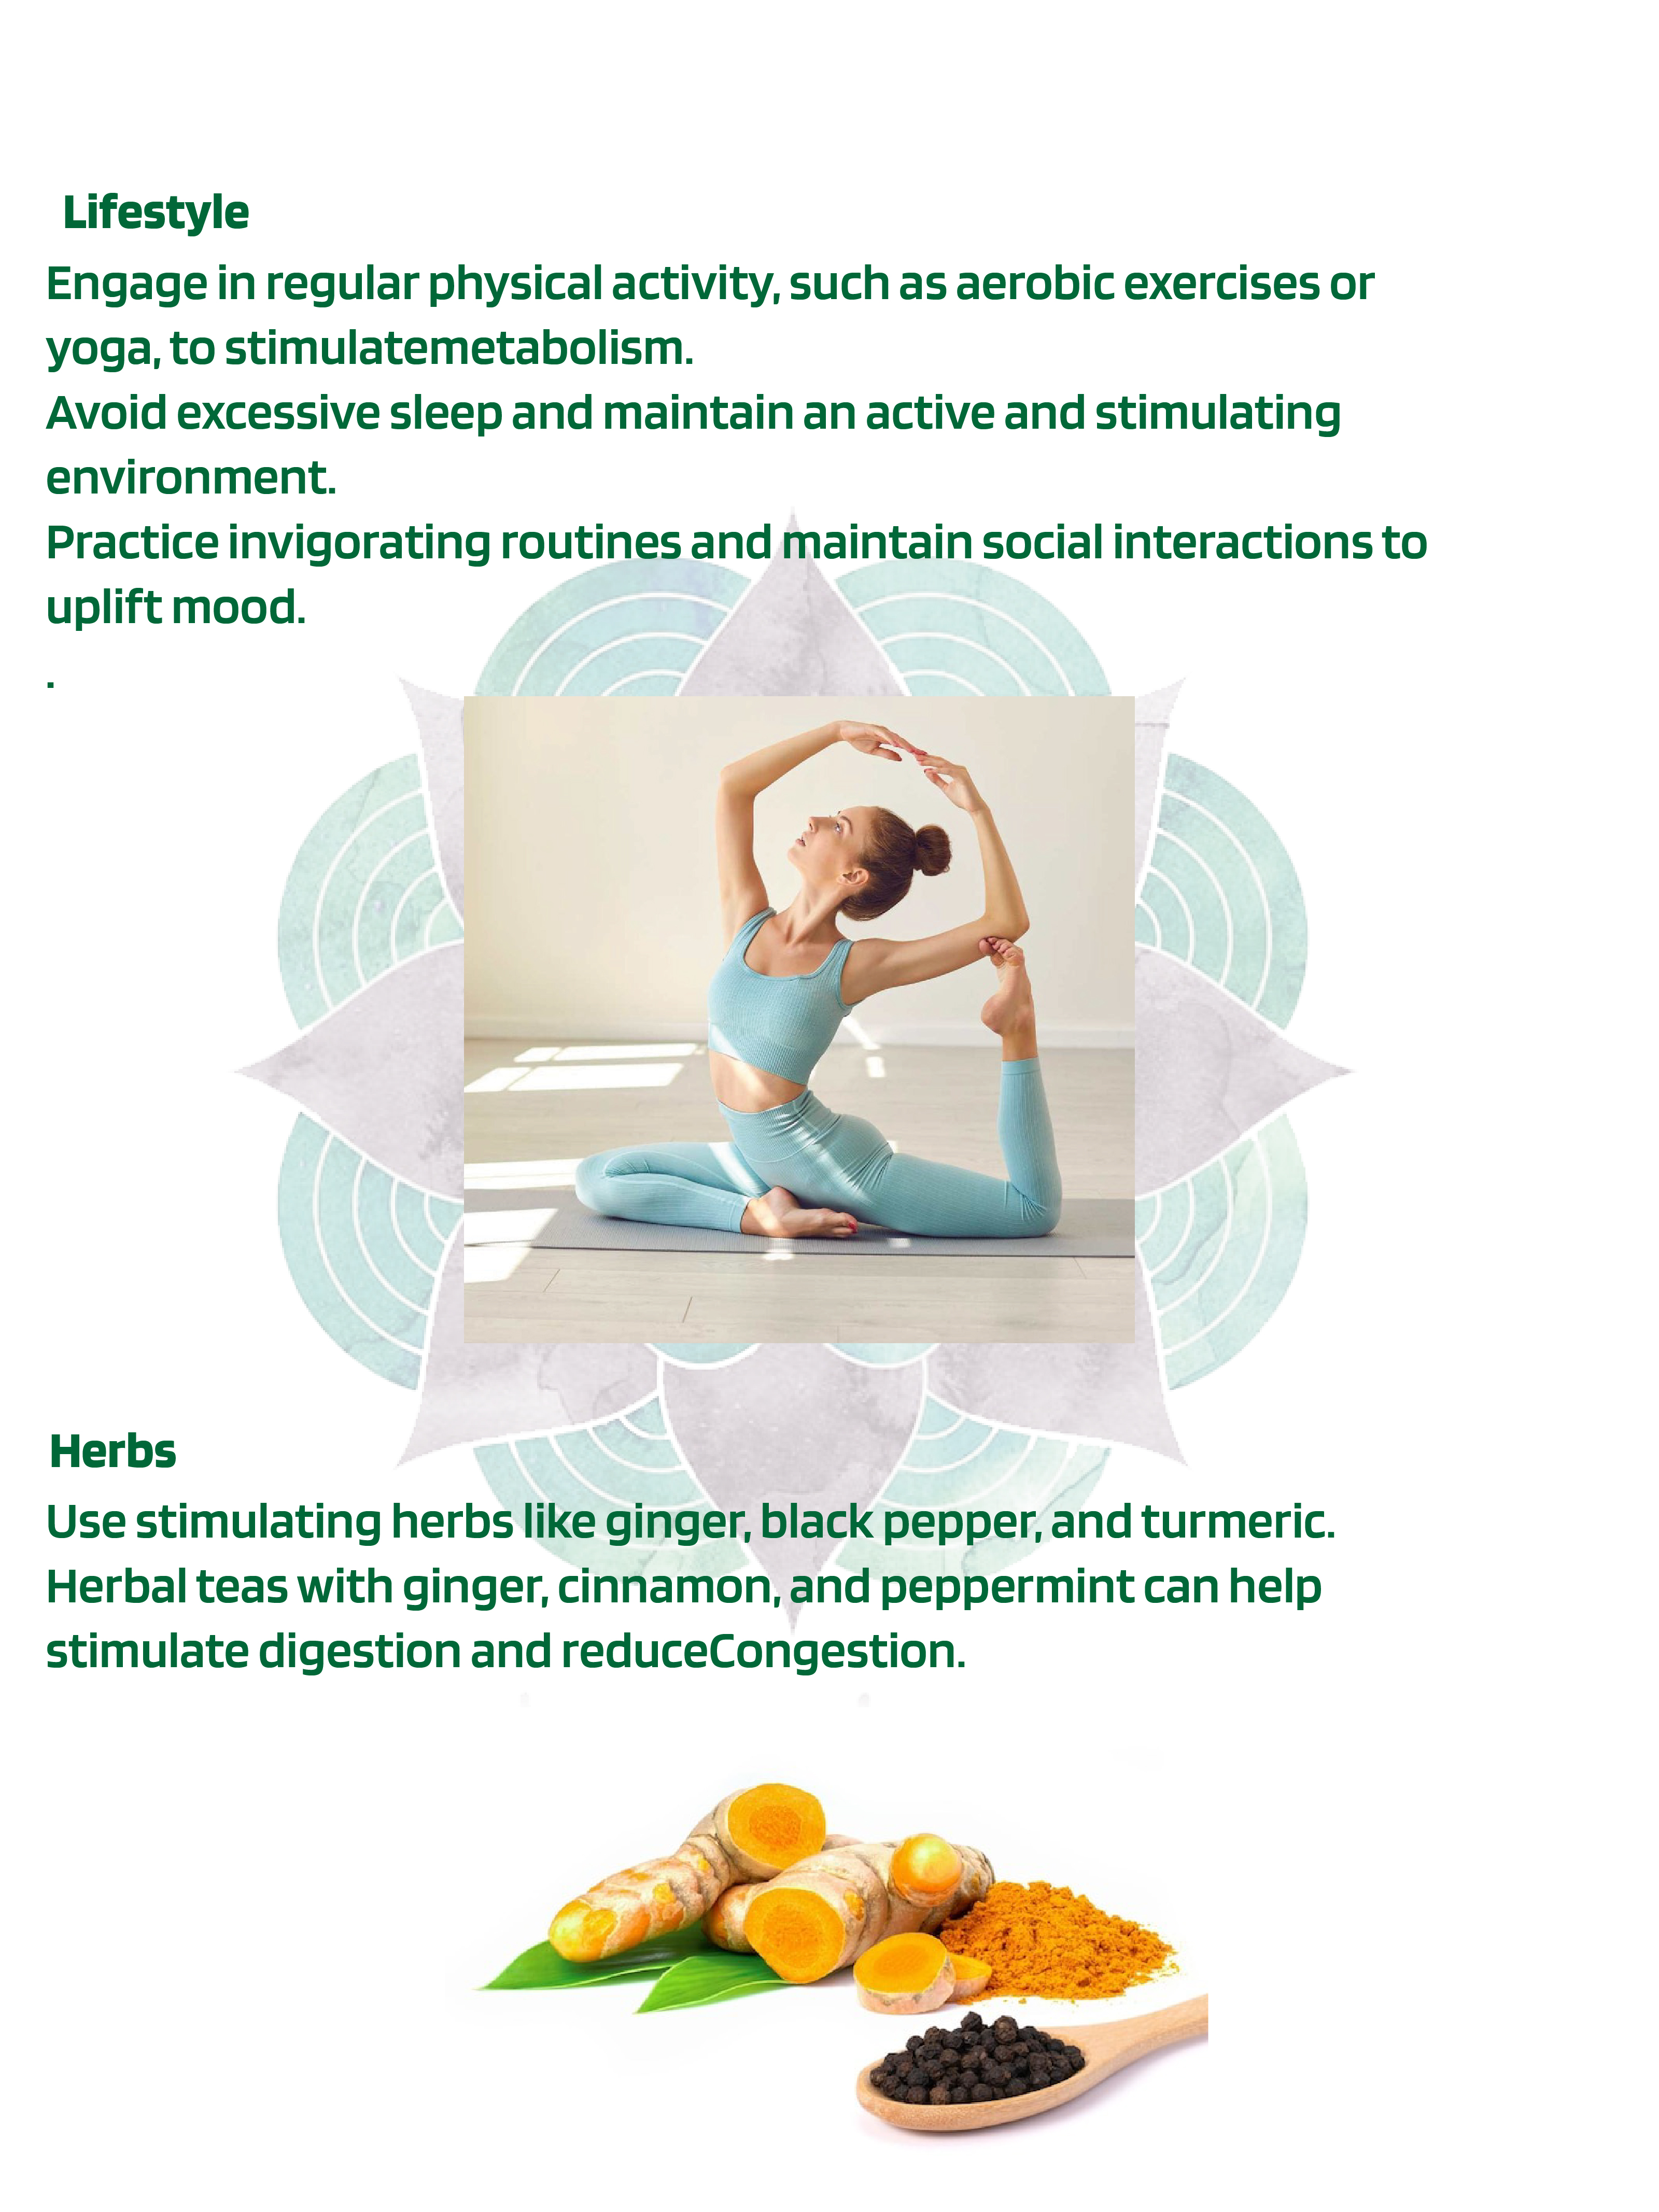 Lifestyle
Engage in regular physical activity, such as aerobic exercises or
yoga, to stimulatemetabolism.
Avoid excessive sleep and maintain an active and stimulating
environment.
Practice invigorating routines and maintain social interactions to
uplift mood.
.
Herbs
Use stimulating herbs like ginger, black pepper, and turmeric.
Herbal teas with ginger, cinnamon, and peppermint can help
stimulate digestion and reduceCongestion.